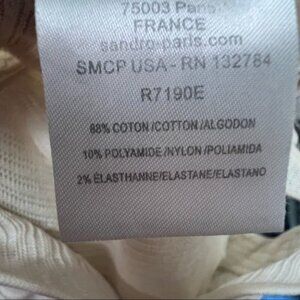 75003 Paris
FRANCE
sandro-paris.com
SMCP USA - RN 132784
R7190E
88% COTON/COTTON/ALGODON
10% POLYAMIDE/NYLON/POLIAMIDA
2% ÉLASTHANNE/ELASTANE/ELASTANO